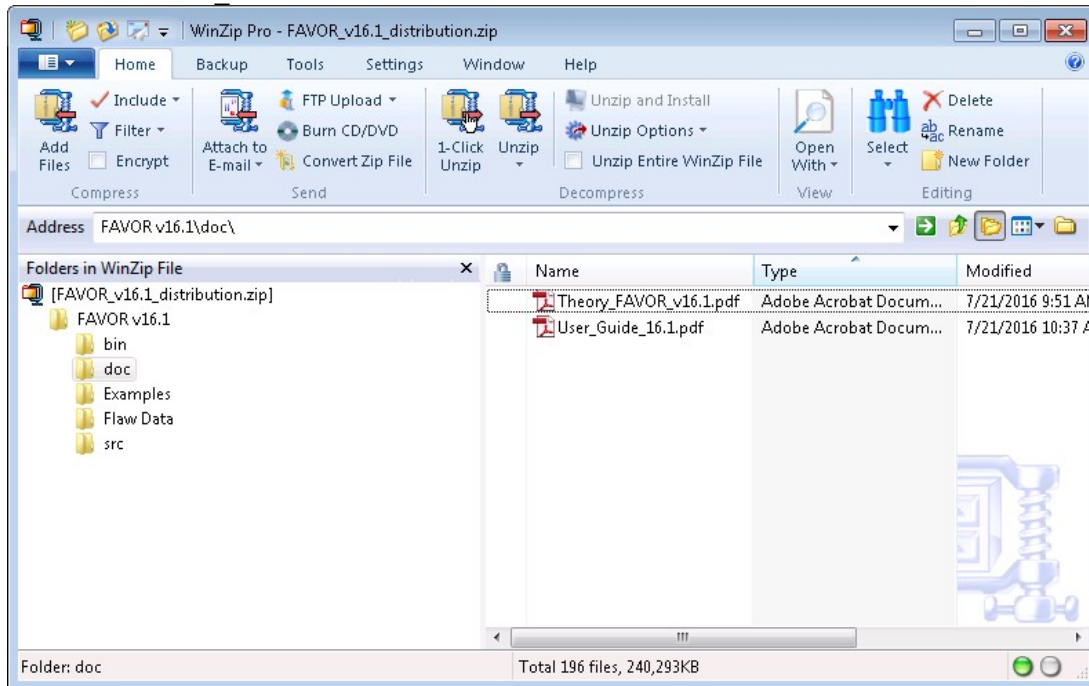 WinZip Pro - FAVOR_v16.1_distribution.zip
Home Backup Tools Settings Window Help
Add Files
Include
Filter
Encrypt
Compress
Attach to E-mail
FTP Upload
Burn CD/DVD
Convert Zip File
Send
1-Click Unzip
Unzip
Unzip and Install
Unzip Options
Unzip Entire WinZip File
Decompress
Open With
View
Select
Delete
Rename
New Folder
Editing
Address FAVOR v16.1\doc\
Folders in WinZip File
[FAVOR_v16.1_distribution.zip]
FAVOR v16.1
bin
doc
Examples
Flaw Data
src
Name Type Modified
Theory_FAVOR_v16.1.pdf Adobe Acrobat Docum... 7/21/2016 9:51 A
User_Guide_16.1.pdf Adobe Acrobat Docum... 7/21/2016 10:37 A
Folder: doc
Total 196 files, 240,293KB